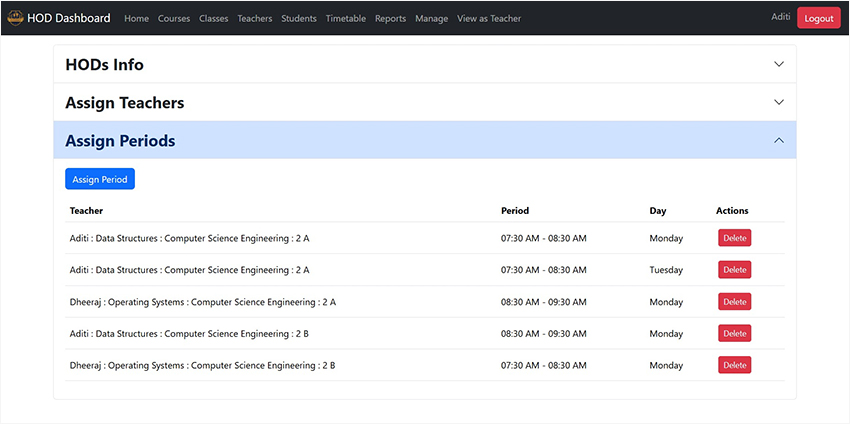 HOD Dashboard Home Courses Classes Teachers Students Timetable Reports Manage View as Teacher Aditi Logout
HODs Info
Assign Teachers
Assign Periods
Assign Period
Teacher Period Day Actions
Aditi : Data Structures : Computer Science Engineering : 2 A 07:30 AM - 08:30 AM Monday Delete
Aditi : Data Structures : Computer Science Engineering : 2 A 07:30 AM - 08:30 AM Tuesday Delete
Dheeraj : Operating Systems : Computer Science Engineering : 2 A 08:30 AM - 09:30 AM Monday Delete
Aditi : Data Structures : Computer Science Engineering : 2 B 08:30 AM - 09:30 AM Monday Delete
Dheeraj : Operating Systems : Computer Science Engineering : 2 B 07:30 AM - 08:30 AM Monday Delete